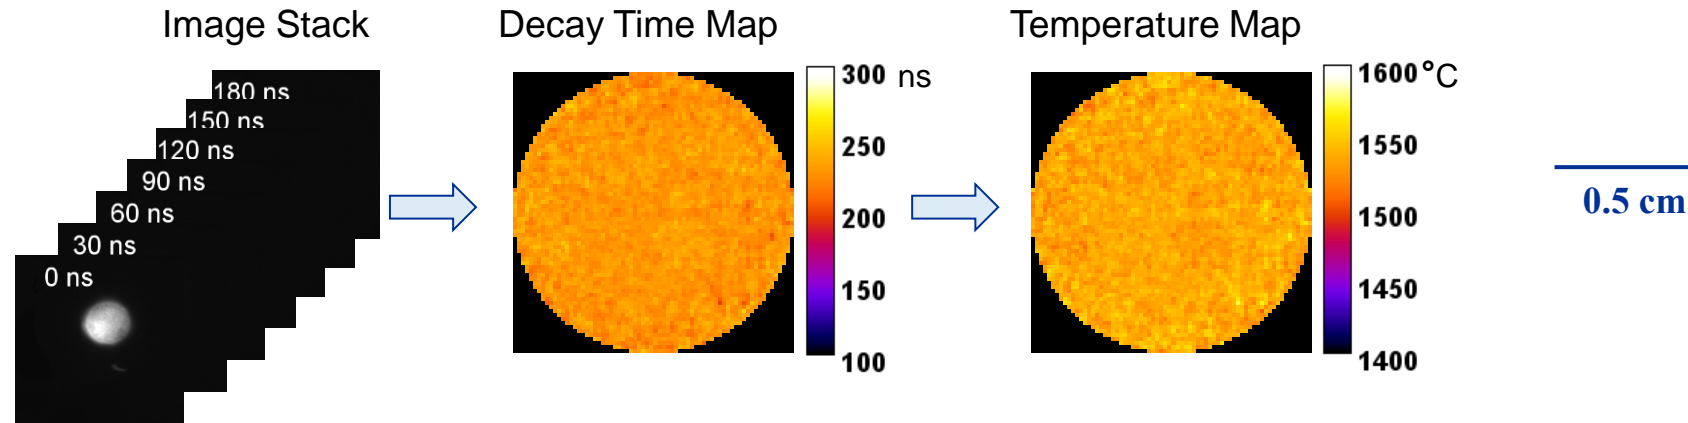 Image Stack
180 ns
150 ns
120 ns
90 ns
60 ns
30 ns
0 ns
Decay Time Map
300 ns
250
200
150
100
Temperature Map
1600 °C
1550
1500
1450
1400
0.5 cm